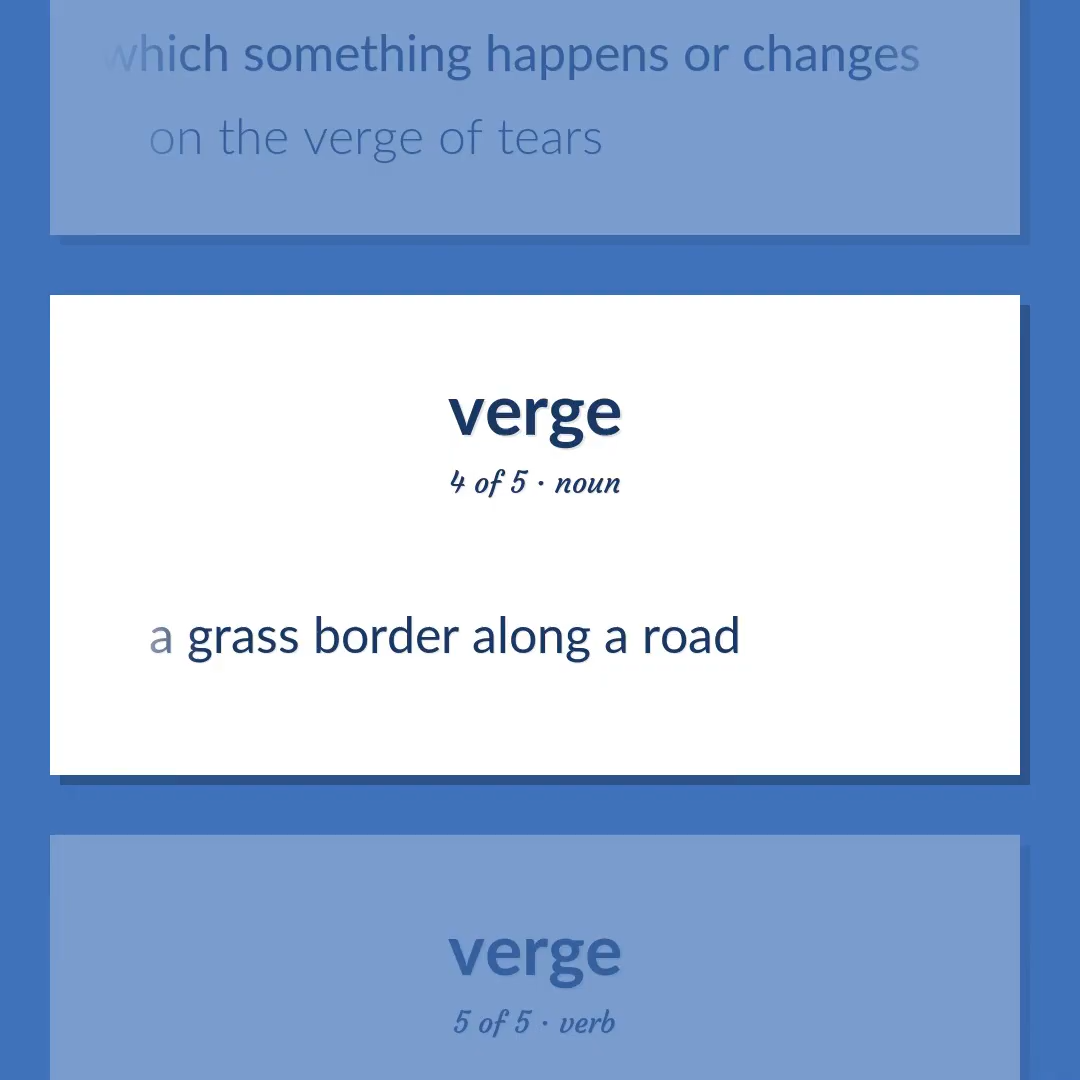 which something happens or changes
on the verge of tears
verge
4 of 5 · noun
a grass border along a road
verge
5 of 5 · verb